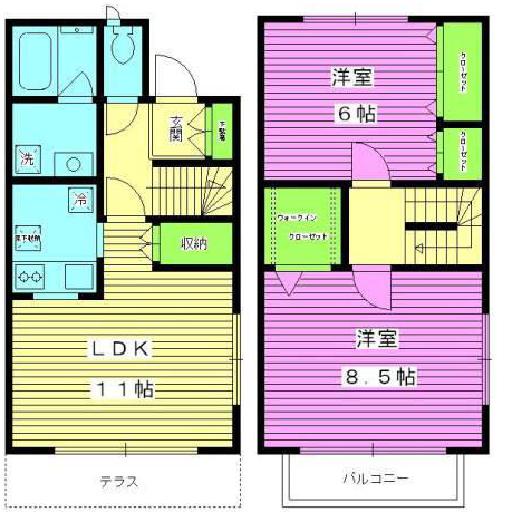 玄関
下駄箱
洗
冷
床下収納
収納
LDK
11帖
テラス
洋室
6帖
クローゼット
クローゼット
ウォークイン
クローゼット
洋室
8.5帖
バルコニー